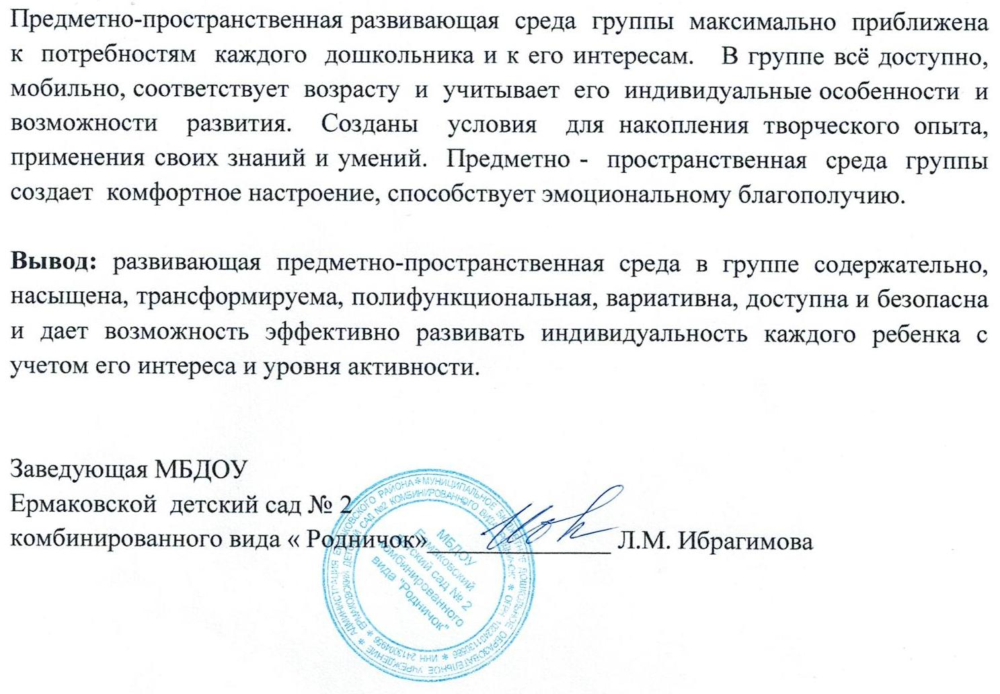 Предметно-пространственная развивающая среда группы максимально приближена
к потребностям каждого дошкольника и к его интересам. В группе всё доступно,
мобильно, соответствует возрасту и учитывает его индивидуальные особенности и
возможности развития. Созданы условия для накопления творческого опыта,
применения своих знаний и умений. Предметно - пространственная среда группы
создает комфортное настроение, способствует эмоциональному благополучию.
Вывод: развивающая предметно-пространственная среда в группе содержательно,
насыщена, трансформируема, полифункциональная, вариативна, доступна и безопасна
и дает возможность эффективно развивать индивидуальность каждого ребенка с
учетом его интереса и уровня активности.
Заведующая МБДОУ
Ермаковской детский сад № 2
комбинированного вида « Родничок»______________ Л.М. Ибрагимова
МУНИЦИПАЛЬНОЕ БЮДЖЕТНОЕ ДОШКОЛЬНОЕ ОБРАЗОВАТЕЛЬНОЕ УЧРЕЖДЕНИЕ * АДМИНИСТРАЦИЯ ЕРМАКОВСКОГО РАЙОНА *
ЕРМАКОВСКИЙ ДЕТСКИЙ САД №2 КОМБИНИРОВАННОГО ВИДА "РОДНИЧОК" * ОГРН * ИНН *
МБДОУ
Ермаковский
детский сад № 2
комбинированного
вида "Родничок"